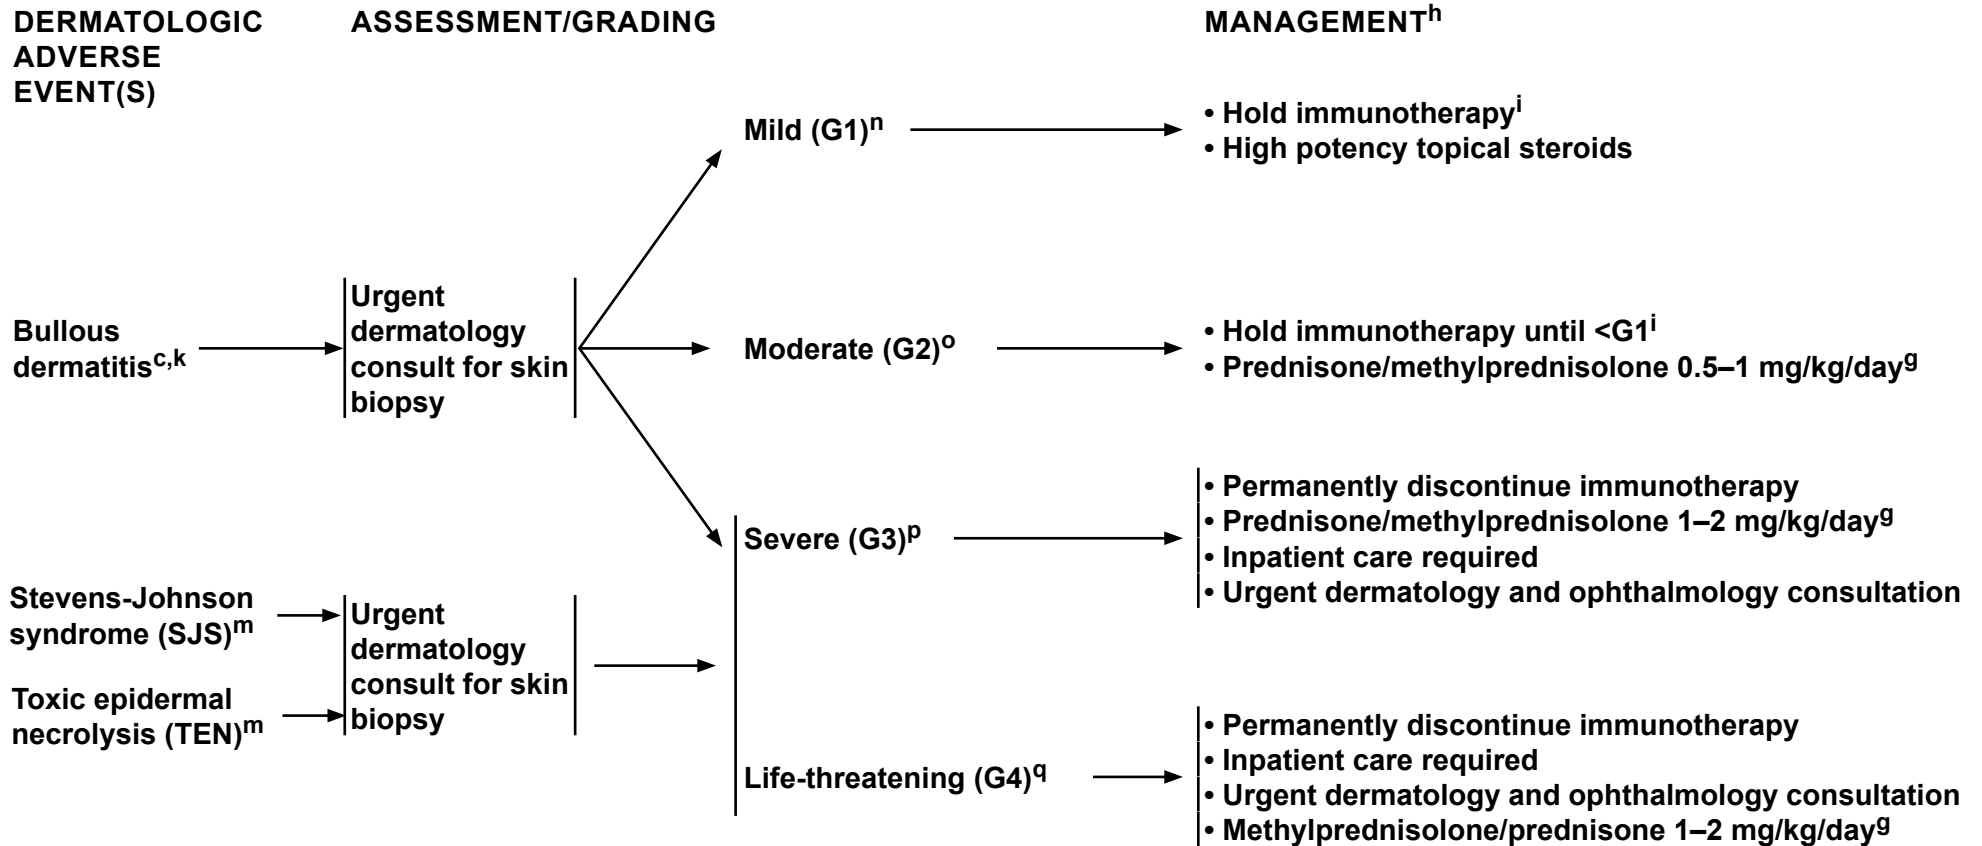 DERMATOLOGIC
ADVERSE
EVENT(S)
ASSESSMENT/GRADING
MANAGEMENTʰ
Bullous
dermatitisᶜ,ᵏ
Urgent
dermatology
consult for skin
biopsy
Mild (G1)ⁿ
• Hold immunotherapyⁱ
• High potency topical steroids
Moderate (G2)ᵒ
• Hold immunotherapy until <G1ⁱ
• Prednisone/methylprednisolone 0.5–1 mg/kg/dayᵍ
Stevens-Johnson
syndrome (SJS)ᵐ
Toxic epidermal
necrolysis (TEN)ᵐ
Urgent
dermatology
consult for skin
biopsy
Severe (G3)ᵖ
• Permanently discontinue immunotherapy
• Prednisone/methylprednisolone 1–2 mg/kg/dayᵍ
• Inpatient care required
• Urgent dermatology and ophthalmology consultation
Life-threatening (G4)q
• Permanently discontinue immunotherapy
• Inpatient care required
• Urgent dermatology and ophthalmology consultation
• Methylprednisolone/prednisone 1–2 mg/kg/dayᵍ